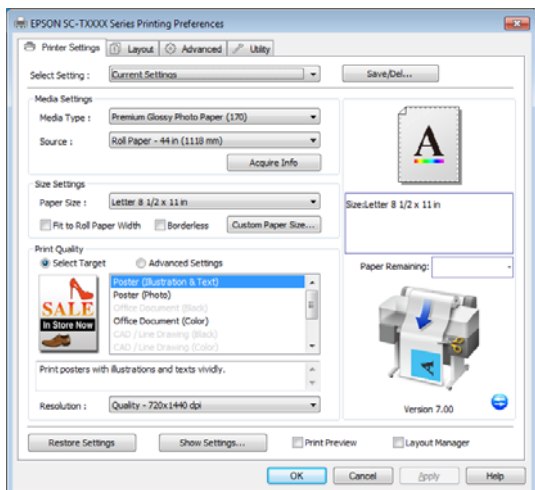 EPSON SC-TXXXX Series Printing Preferences
Printer Settings Layout Advanced Utility
Select Setting : Current Settings Save/Del...
Media Settings
Media Type : Premium Glossy Photo Paper (170)
Source : Roll Paper - 44 in (1118 mm)
Acquire Info
A
Size Settings
Paper Size : Letter 8 1/2 x 11 in
Fit to Roll Paper Width Borderless Custom Paper Size...
Size:Letter 8 1/2 x 11 in
Print Quality
Select Target Advanced Settings
SALE
In Store Now
Poster (Illustration & Text)
Poster (Photo)
Office Document (Black)
Office Document (Color)
CAD / Line Drawing (Black)
CAD / Line Drawing (Color)
Print posters with illustrations and texts vividly.
Resolution : Quality - 720x1440 dpi
Paper Remaining: -
A
Version 7.00
Restore Settings Show Settings... Print Preview Layout Manager
OK Cancel Apply Help